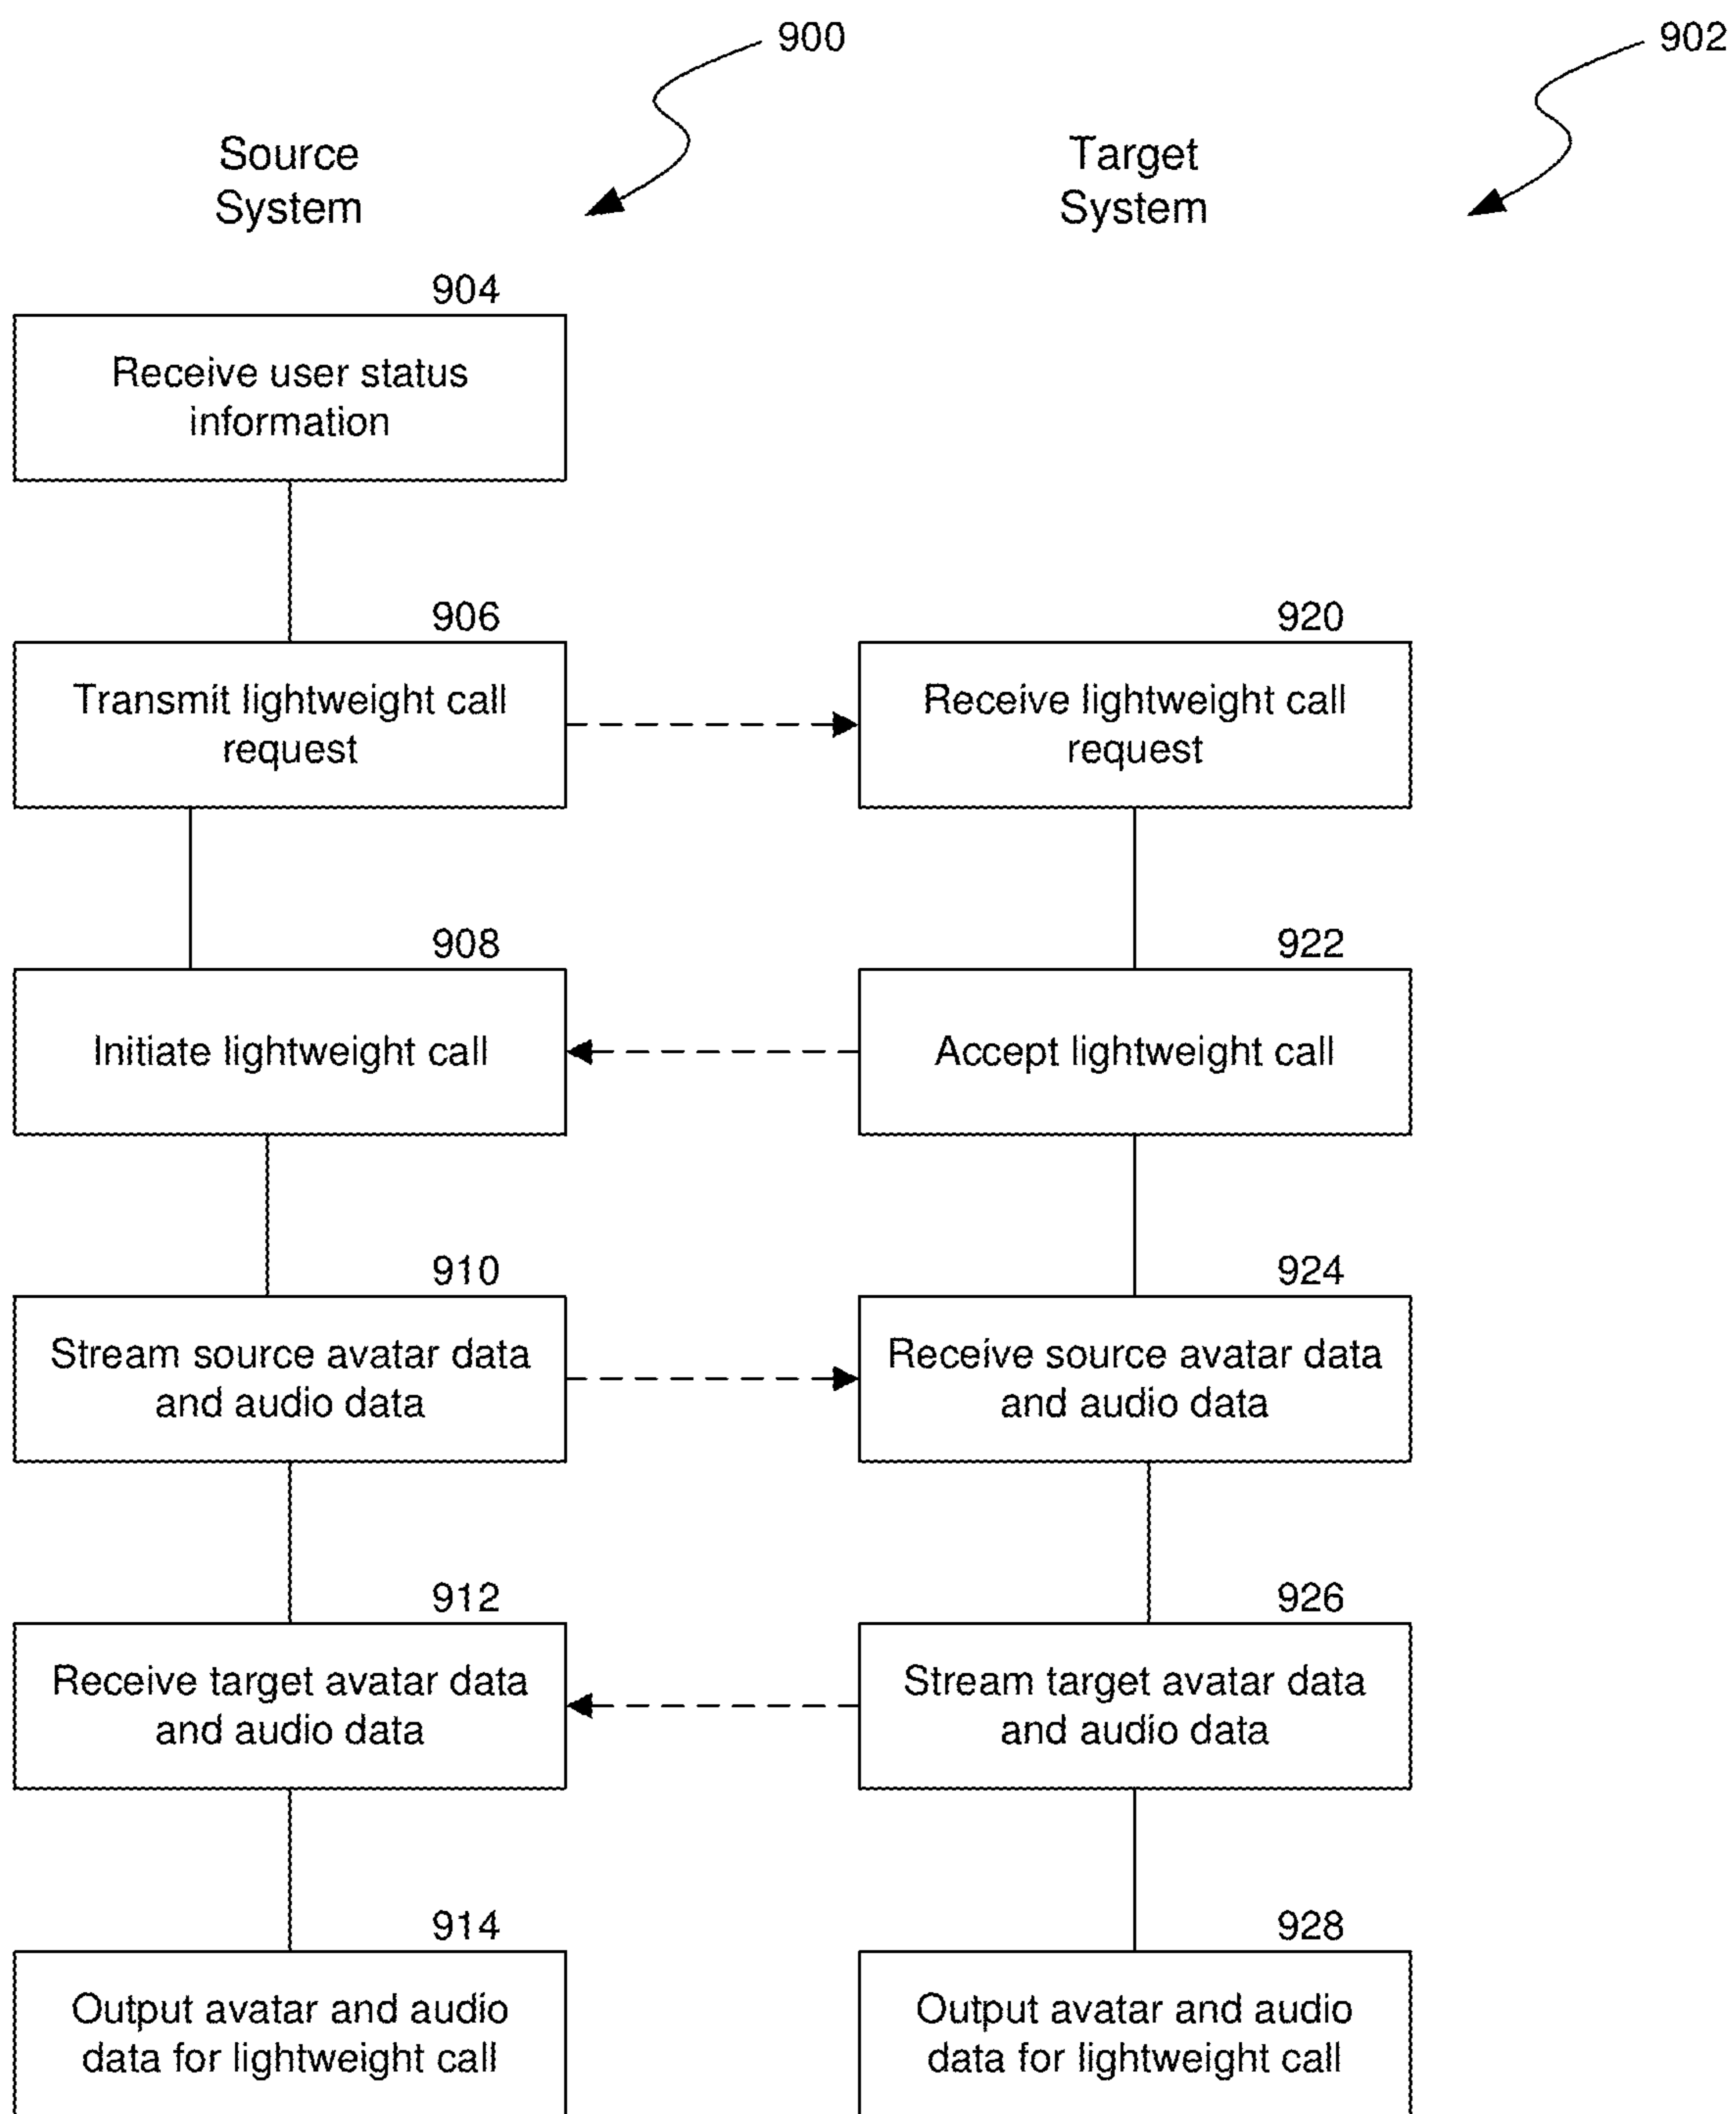 900
902
Source
System
Target
System
904
Receive user status
information
906
Transmit lightweight call
request
920
Receive lightweight call
request
908
Initiate lightweight call
922
Accept lightweight call
910
Stream source avatar data
and audio data
924
Receive source avatar data
and audio data
912
Receive target avatar data
and audio data
926
Stream target avatar data
and audio data
914
Output avatar and audio
data for lightweight call
928
Output avatar and audio
data for lightweight call